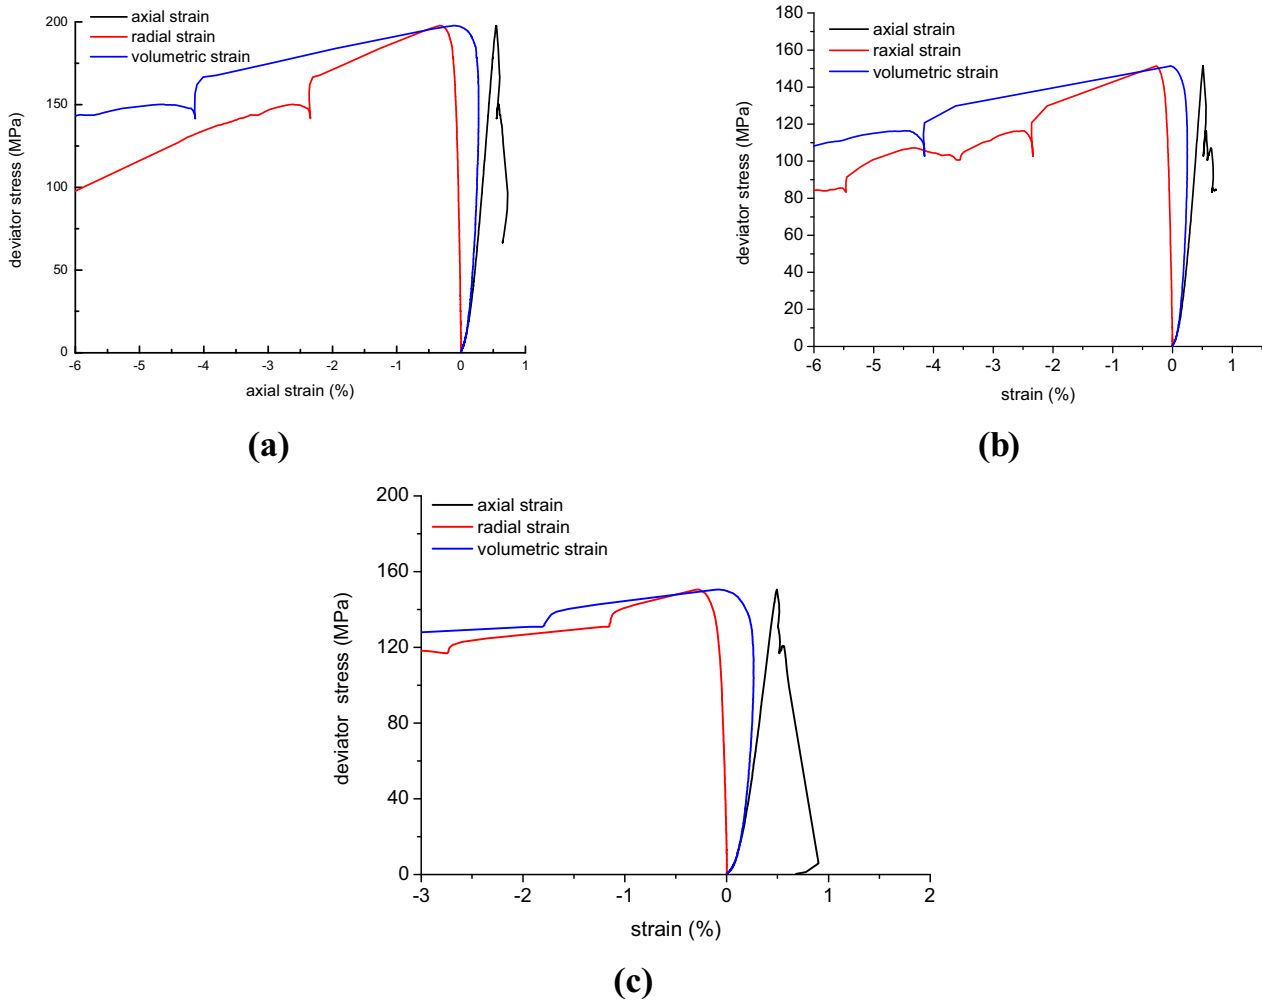 axial strain
radial strain
volumetric strain
deviator stress (MPa)
200
150
100
50
0
-6 -5 -4 -3 -2 -1 0 1
axial strain (%)
(a)
axial strain
raxial strain
volumetric strain
deviator stress (MPa)
180
160
140
120
100
80
60
40
20
0
-6 -5 -4 -3 -2 -1 0 1
strain (%)
(b)
axial strain
radial strain
volumetric strain
deviator stress (MPa)
200
160
120
80
40
0
-3 -2 -1 0 1 2
strain (%)
(c)